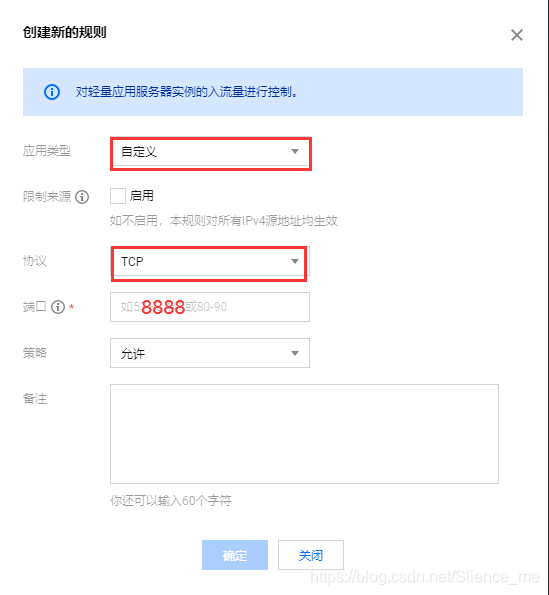 创建新的规则
对轻量应用服务器实例的入流量进行控制。
应用类型 自定义
限制来源 启用
如不启用，本规则对所有IPv4源地址均生效
协议 TCP
端口 * 8888 或80-90
策略 允许
备注
你还可以输入60个字符
确定 关闭
https://blog.csdn.net/Slience_me